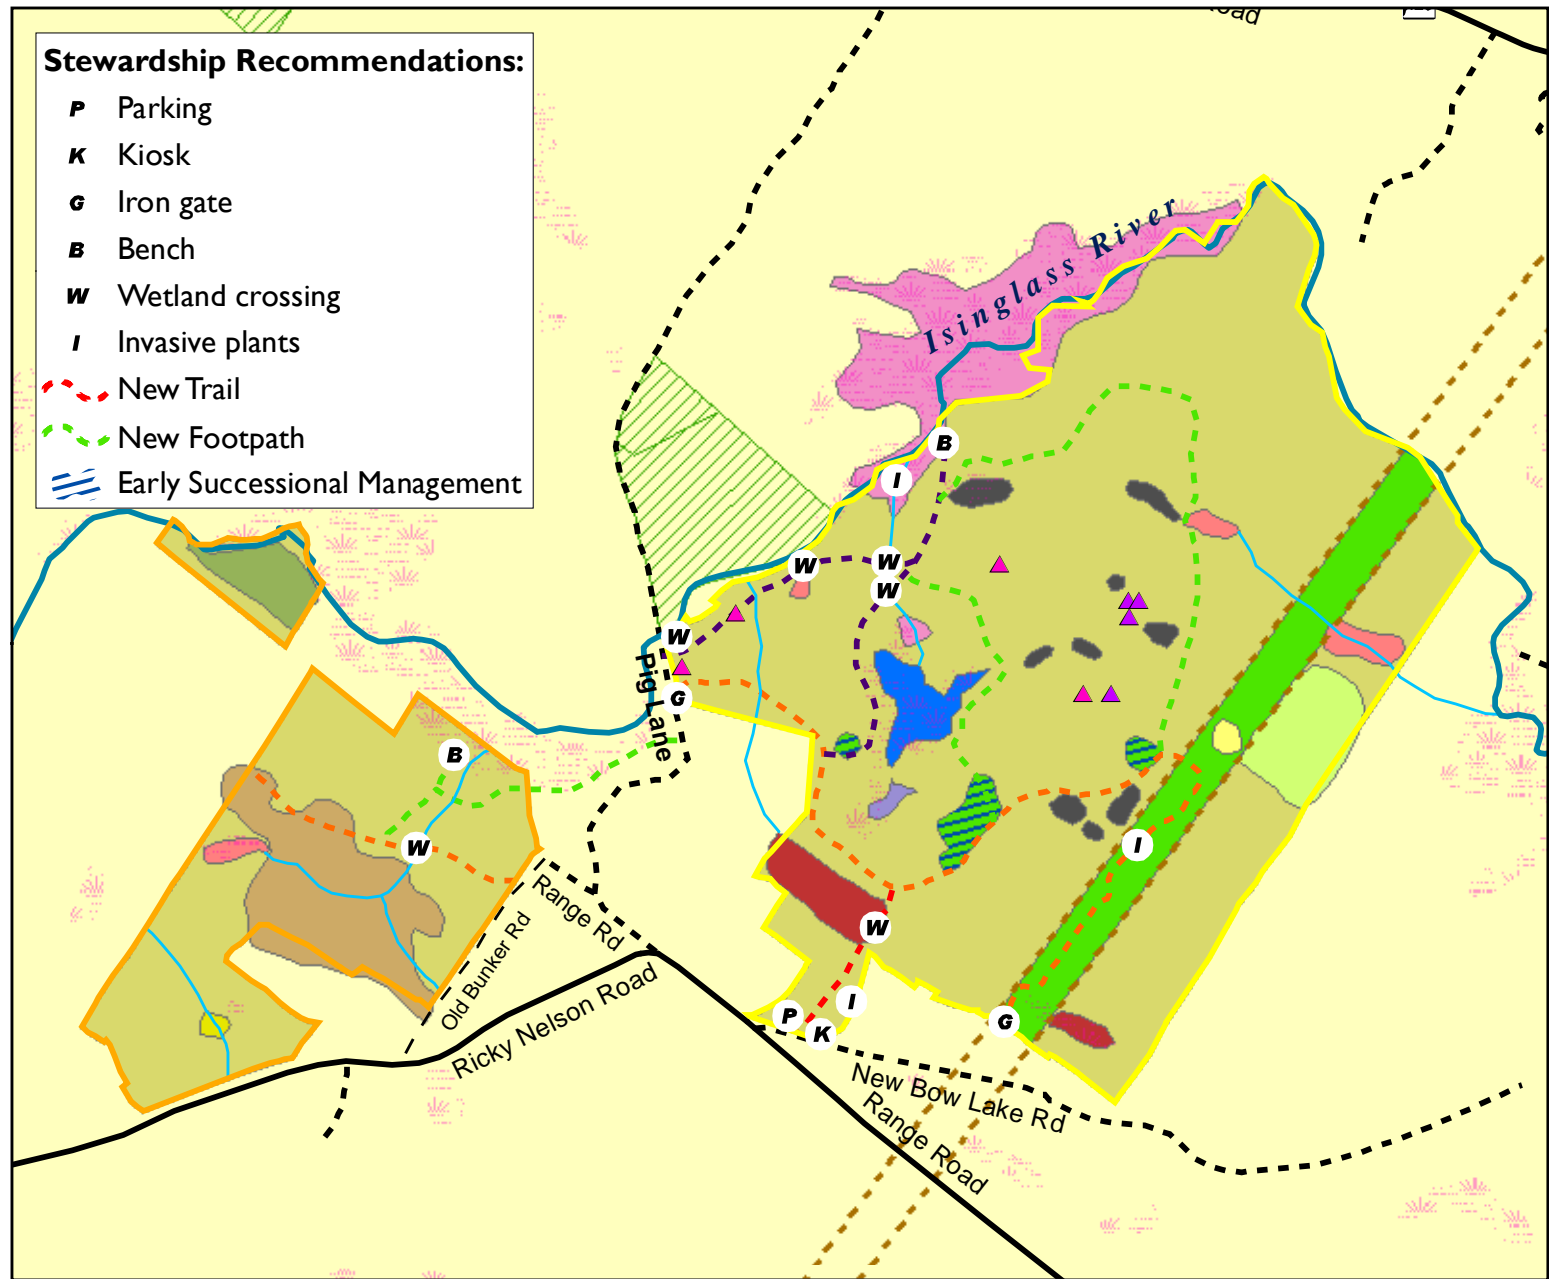 oad
Stewardship Recommendations:
P Parking
K Kiosk
G Iron gate
B Bench
W Wetland crossing
I Invasive plants
New Trail
New Footpath
Early Successional Management
Isinglass River
B
I
W
W
W
W
G
Pig Lane
B
W
I
W
Range Rd
Old Bunker Rd
Ricky Nelson Road
I
P
K
G
New Bow Lake Rd
Range Road